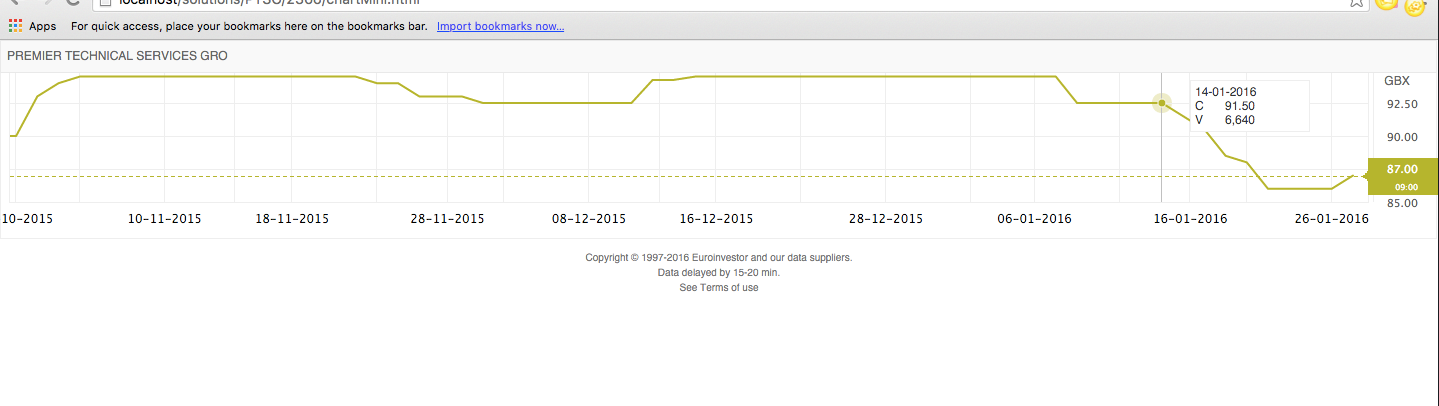 localhost/solutions/PTSG/2360/chartMini.html
Apps For quick access, place your bookmarks here on the bookmarks bar. Import bookmarks now...
PREMIER TECHNICAL SERVICES GRO
GBX
14-01-2016
C 91.50
V 6,640
92.50
90.00
87.00
09:00
85.00
10-2015 10-11-2015 18-11-2015 28-11-2015 08-12-2015 16-12-2015 28-12-2015 06-01-2016 16-01-2016 26-01-2016
Copyright © 1997-2016 Euroinvestor and our data suppliers.
Data delayed by 15-20 min.
See Terms of use